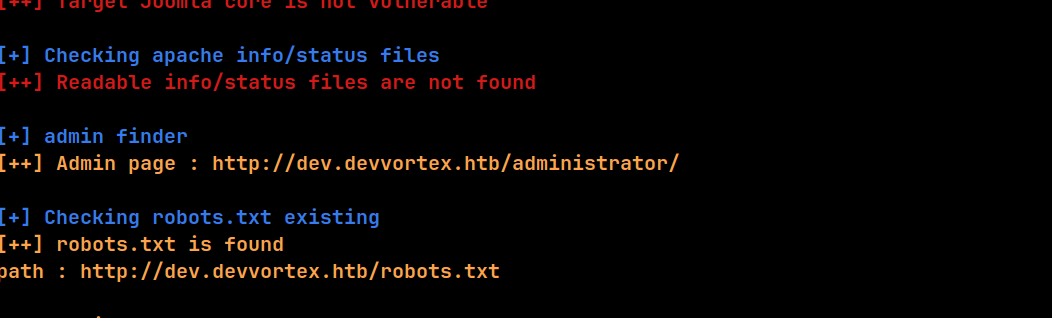 [++] Target Joomla core is not vulnerable
[+] Checking apache info/status files
[++] Readable info/status files are not found
[+] admin finder
[++] Admin page : http://dev.devvortex.htb/administrator/
[+] Checking robots.txt existing
[++] robots.txt is found
path : http://dev.devvortex.htb/robots.txt